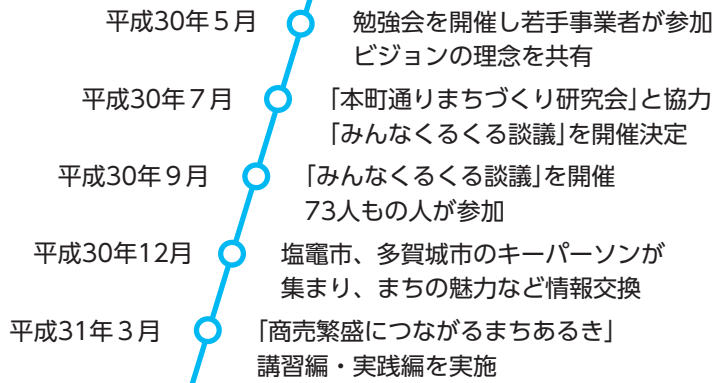 平成30年５月 勉強会を開催し若手事業者が参加
ビジョンの理念を共有
平成30年７月 「本町通りまちづくり研究会」と協力
「みんなくるくる談議」を開催決定
平成30年９月 「みんなくるくる談議」を開催
73人もの人が参加
平成30年12月 塩竈市、多賀城市のキーパーソンが
集まり、まちの魅力など情報交換
平成31年３月 「商売繁盛につながるまちあるき」
講習編・実践編を実施